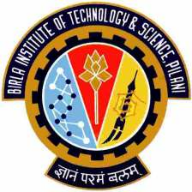 BIRLA INSTITUTE OF TECHNOLOGY & SCIENCE, PILANI
ज्ञानं परमं बलम्